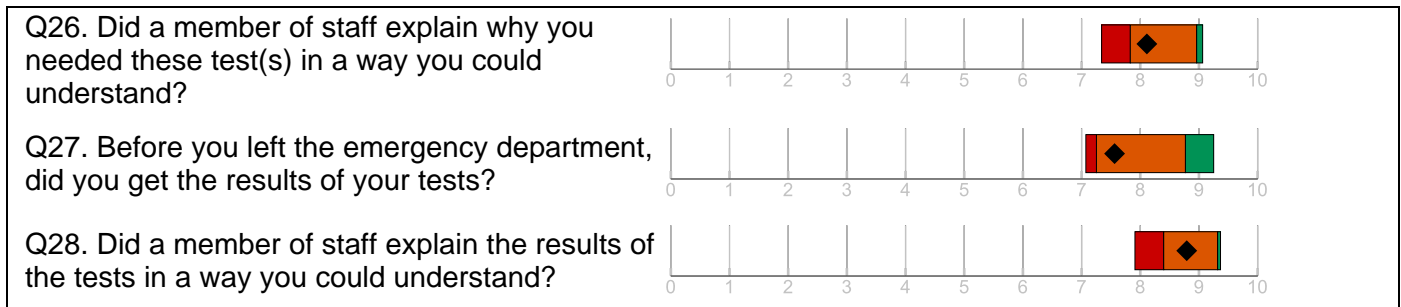 Q26. Did a member of staff explain why you
needed these test(s) in a way you could
understand?
0 1 2 3 4 5 6 7 8 9 10
Q27. Before you left the emergency department,
did you get the results of your tests?
0 1 2 3 4 5 6 7 8 9 10
Q28. Did a member of staff explain the results of
the tests in a way you could understand?
0 1 2 3 4 5 6 7 8 9 10